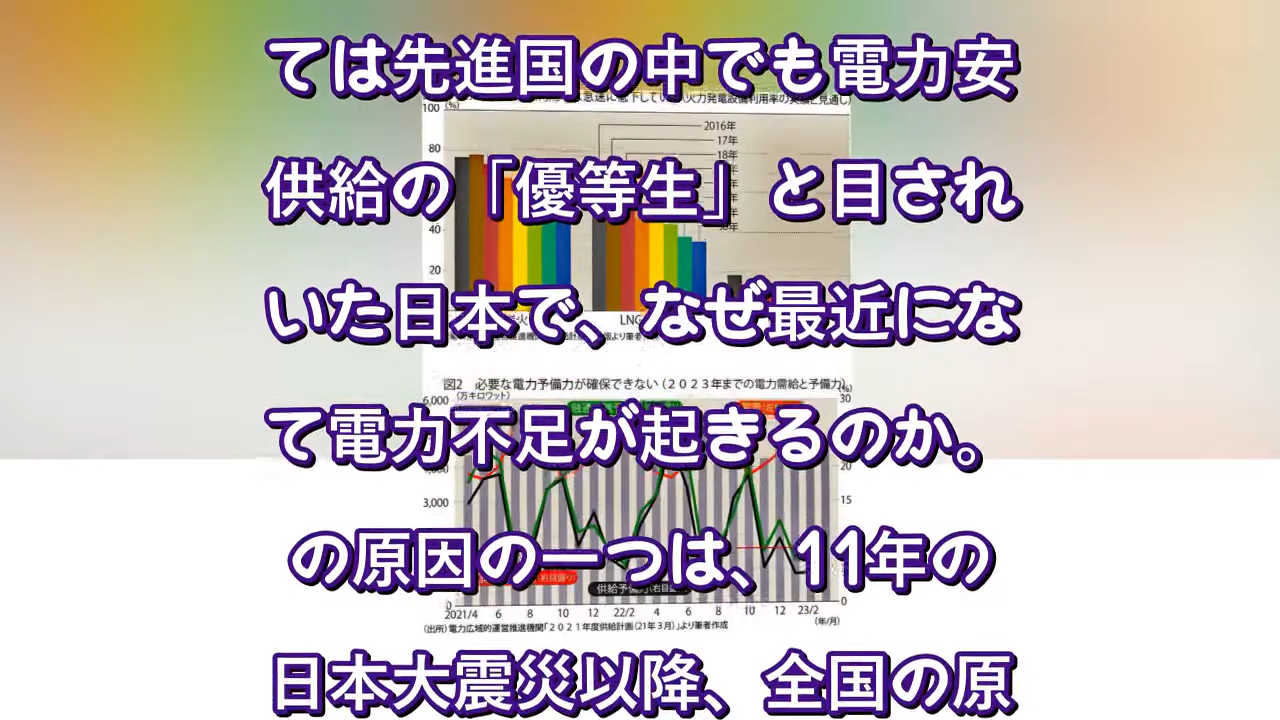 ては先進国の中でも電力安
100 (%)
2016年
17年
80
18年
供給の「優等生」と目され
40
20
いた日本で、なぜ最近にな
LNG
図2 必要な電力予備力が確保できない（2023年までの電力需給と予備力）
(%)
6,000 (万キロワット)
30
て電力不足が起きるのか。
20
3,000
15
の原因の一つは、11年の
供給予備力(右目盛り)
0
0
2021/4 6 8 10 12 22/2 4 6 8 10 12 23/2
(年/月)
(出所)電力広域的運営推進機関「2021年度供給計画(21年3月)」より筆者作成
日本大震災以降、全国の原